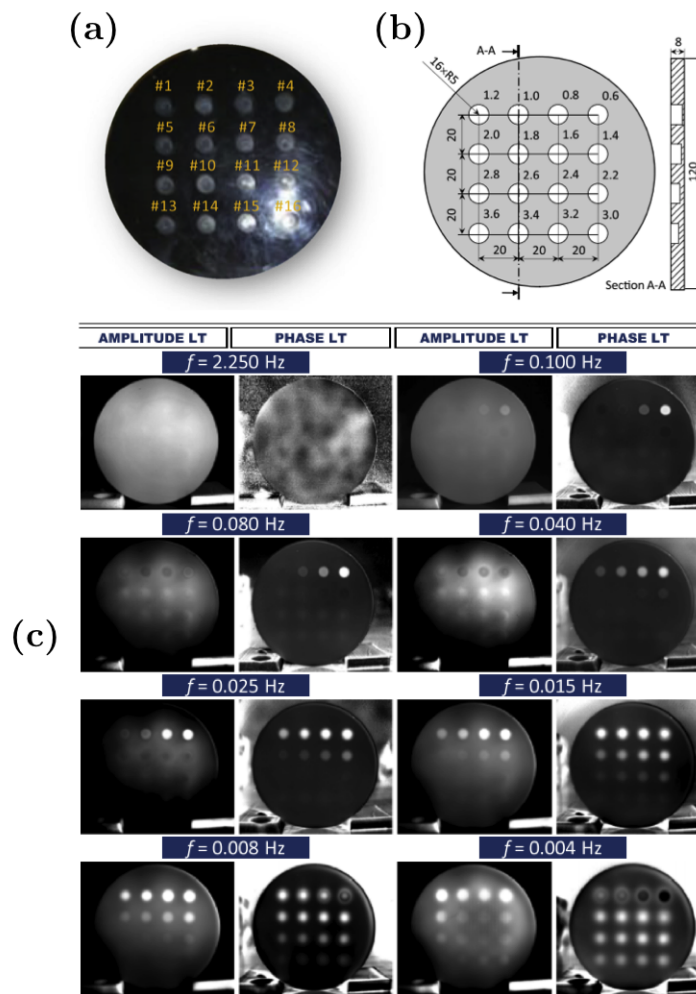 (a)
#1 #2 #3 #4
#5 #6 #7 #8
#9 #10 #11 #12
#13 #14 #15 #16
(b)
A-A
16×R5
1.2 1.0 0.8 0.6
2.0 1.8 1.6 1.4
2.8 2.6 2.4 2.2
3.6 3.4 3.2 3.0
20
20
20
20 20 20
8
120
Section A-A
(c)
AMPLITUDE LT PHASE LT AMPLITUDE LT PHASE LT
f = 2.250 Hz f = 0.100 Hz
f = 0.080 Hz f = 0.040 Hz
f = 0.025 Hz f = 0.015 Hz
f = 0.008 Hz f = 0.004 Hz